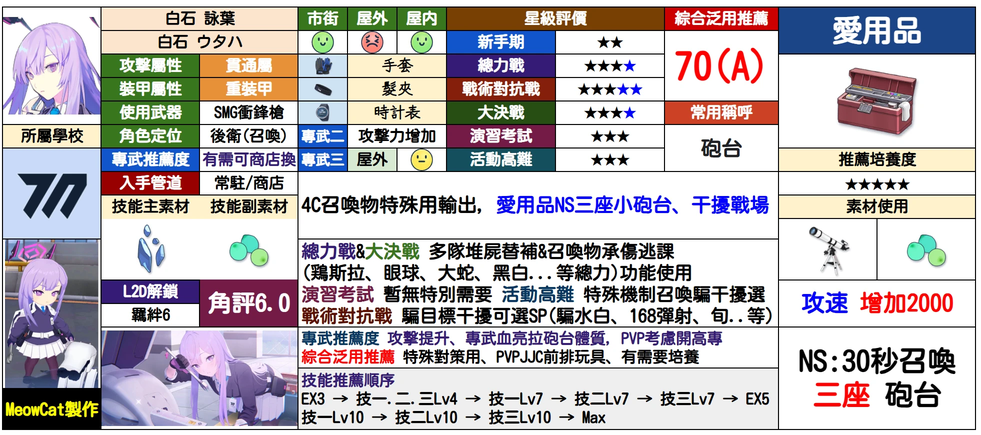 白石 詠葉
白石 ウタハ
攻擊屬性 貫通屬
裝甲屬性 重裝甲
使用武器 SMG衝鋒槍
角色定位 後衛(召喚)
專武推薦度 有需可商店換
入手管道 常駐/商店
技能主素材 技能副素材
所屬學校
L2D解鎖
羈絆6
角評6.0
MeowCat製作
市街 屋外 屋內
手套
髮夾
時計表
專武二 攻擊力增加
專武三 屋外
星級評價
新手期 ★★
總力戰 ★★★★
戰術對抗戰 ★★★★★
大決戰 ★★★★
演習考試 ★★★
活動高難 ★★★
綜合泛用推薦
70(A)
常用稱呼
砲台
4C召喚物特殊用輸出, 愛用品NS三座小砲台、干擾戰場
總力戰&大決戰 多隊堆屍替補&召喚物承傷逃課
(鶏斯拉、眼球、大蛇、黑白...等總力)功能使用
演習考試 暫無特別需要 活動高難 特殊機制召喚騙干擾選
戰術對抗戰 騙目標干擾可選SP(騙水白、168彈射、旬..等)
專武推薦度 攻擊提升、專武血亮拉砲台體質, PVP考慮開高專
綜合泛用推薦 特殊對策用、PVPJJC前排玩具、有需要培養
技能推薦順序
EX3 → 技一.二.三Lv4 → 技一Lv7 → 技二Lv7 → 技三Lv7 → EX5
技一Lv10 → 技二Lv10 → 技三Lv10 → Max
愛用品
推薦培養度
★★★★★
素材使用
攻速 增加2000
NS:30秒召喚
三座 砲台